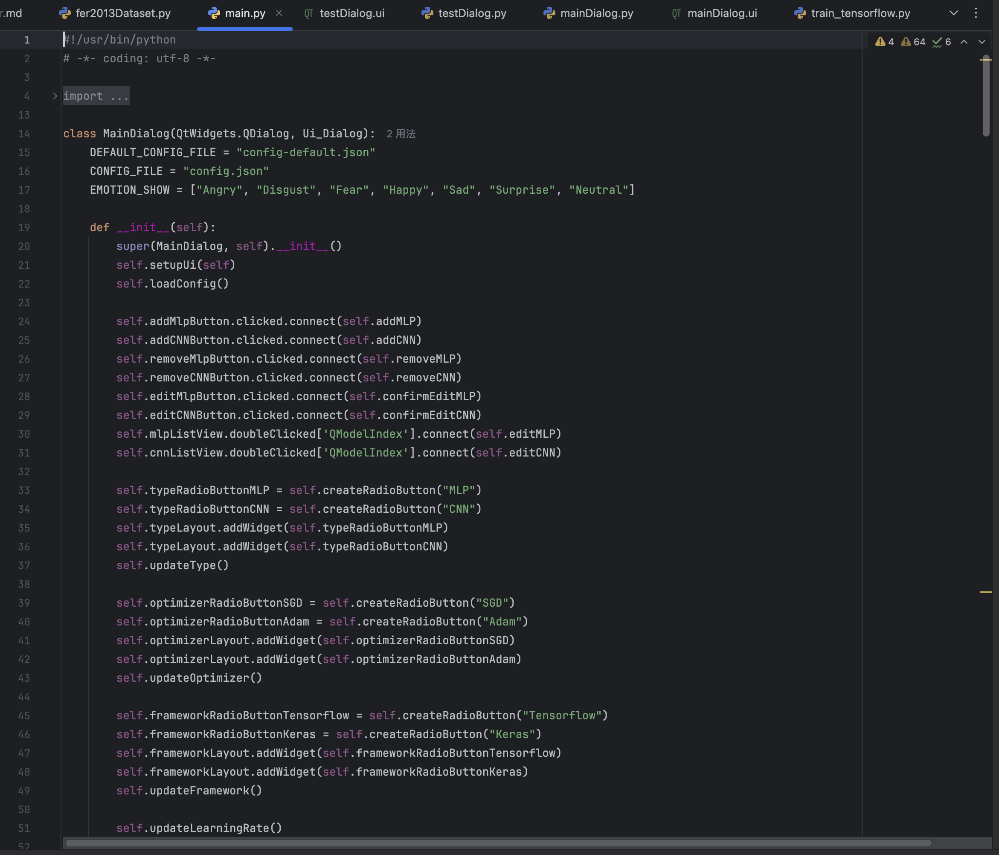 r.md fer2013Dataset.py main.py testDialog.ui testDialog.py mainDialog.py mainDialog.ui train_tensorflow.py
4 64 6
1 #!/usr/bin/python
2 # -*- coding: utf-8 -*-
3
4 import ...
13
14 class MainDialog(QtWidgets.QDialog, Ui_Dialog): 2 用法
15 DEFAULT_CONFIG_FILE = "config-default.json"
16 CONFIG_FILE = "config.json"
17 EMOTION_SHOW = ["Angry", "Disgust", "Fear", "Happy", "Sad", "Surprise", "Neutral"]
18
19 def __init__(self):
20 super(MainDialog, self).__init__()
21 self.setupUi(self)
22 self.loadConfig()
23
24 self.addMlpButton.clicked.connect(self.addMLP)
25 self.addCNNButton.clicked.connect(self.addCNN)
26 self.removeMlpButton.clicked.connect(self.removeMLP)
27 self.removeCNNButton.clicked.connect(self.removeCNN)
28 self.editMlpButton.clicked.connect(self.confirmEditMLP)
29 self.editCNNButton.clicked.connect(self.confirmEditCNN)
30 self.mlpListView.doubleClicked['QModelIndex'].connect(self.editMLP)
31 self.cnnListView.doubleClicked['QModelIndex'].connect(self.editCNN)
32
33 self.typeRadioButtonMLP = self.createRadioButton("MLP")
34 self.typeRadioButtonCNN = self.createRadioButton("CNN")
35 self.typeLayout.addWidget(self.typeRadioButtonMLP)
36 self.typeLayout.addWidget(self.typeRadioButtonCNN)
37 self.updateType()
38
39 self.optimizerRadioButtonSGD = self.createRadioButton("SGD")
40 self.optimizerRadioButtonAdam = self.createRadioButton("Adam")
41 self.optimizerLayout.addWidget(self.optimizerRadioButtonSGD)
42 self.optimizerLayout.addWidget(self.optimizerRadioButtonAdam)
43 self.updateOptimizer()
44
45 self.frameworkRadioButtonTensorflow = self.createRadioButton("Tensorflow")
46 self.frameworkRadioButtonKeras = self.createRadioButton("Keras")
47 self.frameworkLayout.addWidget(self.frameworkRadioButtonTensorflow)
48 self.frameworkLayout.addWidget(self.frameworkRadioButtonKeras)
49 self.updateFramework()
50
51 self.updateLearningRate()
52